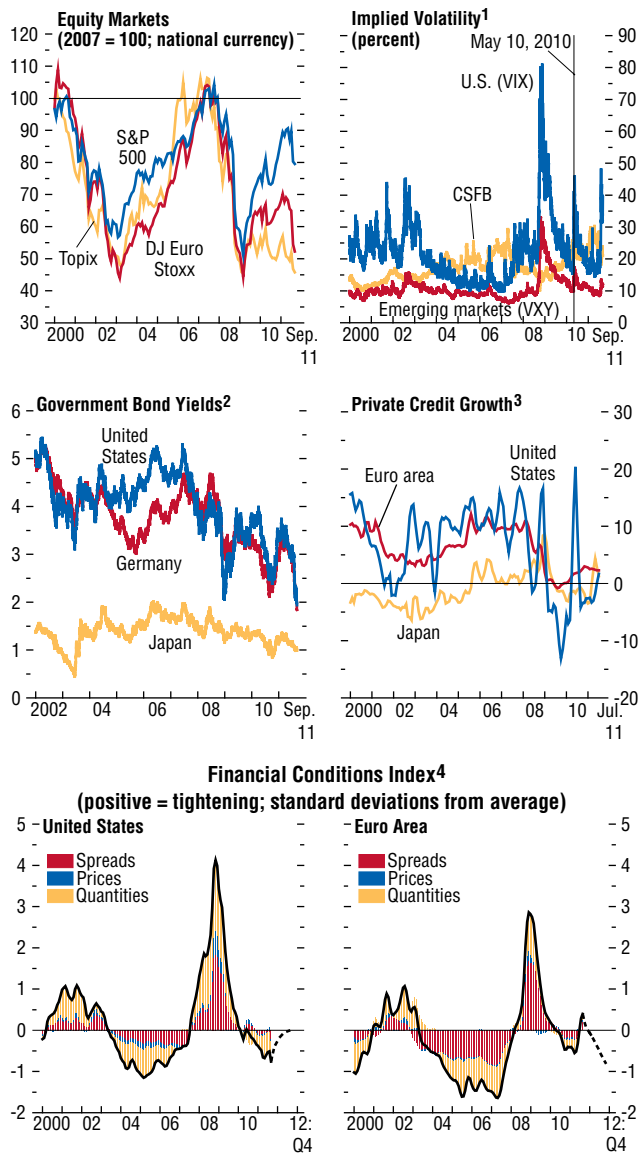 Equity Markets
(2007 = 100; national currency)
120
110
100
90
80
70
60
50
40
30
S&P
500
Topix
DJ Euro
Stoxx
2000 02 04 06 08 10 Sep.
11
Implied Volatility1
(percent)
May 10, 2010
90
80
70
60
50
40
30
20
10
0
U.S. (VIX)
CSFB
Emerging markets (VXY)
2000 02 04 06 08 10 Sep.
11
Government Bond Yields2
6
5
4
3
2
1
0
United
States
Germany
Japan
2002 04 06 08 10 Sep.
11
Private Credit Growth3
30
20
10
0
-10
-20
United
States
Euro area
Japan
2000 02 04 06 08 10 Jul.
11
Financial Conditions Index4
(positive = tightening; standard deviations from average)
United States
5
4
3
2
1
0
-1
-2
Spreads
Prices
Quantities
2000 02 04 06 08 10 12:
Q4
Euro Area
5
4
3
2
1
0
-1
-2
Spreads
Prices
Quantities
2000 02 04 06 08 10 12:
Q4